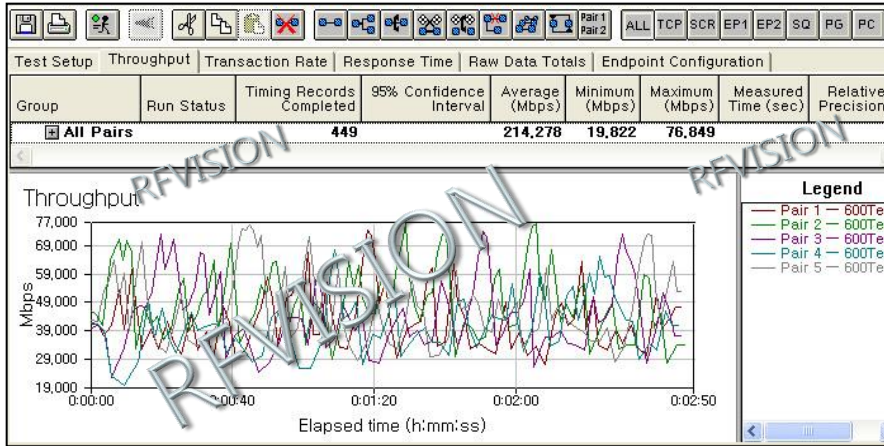 Pair 1
Pair 2
ALL TCP SCR EP1 EP2 SQ PG PC
Test Setup Throughput Transaction Rate Response Time Raw Data Totals Endpoint Configuration
Group Run Status Timing Records Completed 95% Confidence Interval Average (Mbps) Minimum (Mbps) Maximum (Mbps) Measured Time (sec) Relative Precision
All Pairs 449 214,278 19,822 76,849
RFVISION
RFVISION
RFVISION
Throughput
77,000
69,000
59,000
49,000
39,000
29,000
19,000
Mbps
0:00:00 0:00:40 0:01:20 0:02:00 0:02:50
Elapsed time (h:mm:ss)
Legend
Pair 1 — 600Te
Pair 2 — 600Te
Pair 3 — 600Te
Pair 4 — 600Te
Pair 5 — 600Te